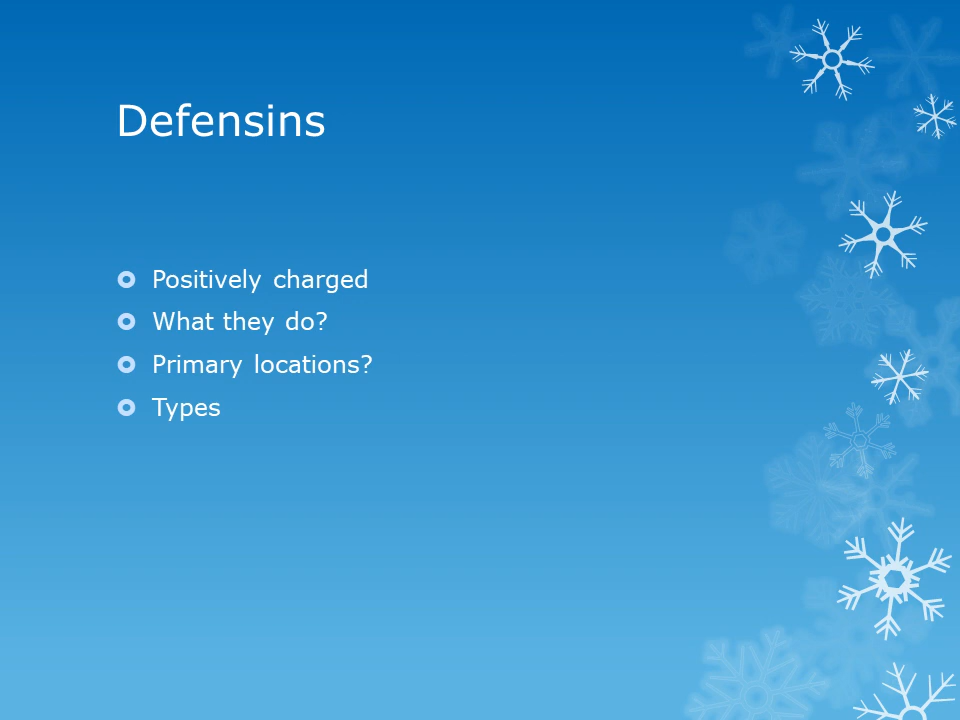 Defensins
Positively charged
What they do?
Primary locations?
Types